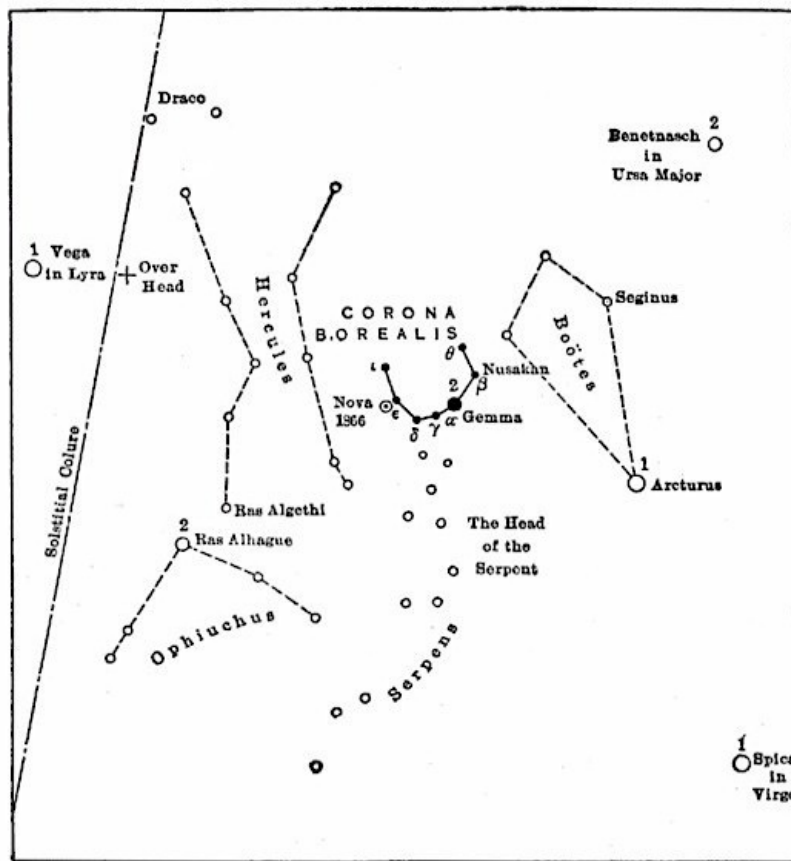 Draco
2
Benetnasch
in
Ursa Major
1 Vega
in Lyra
Over
Head
Hercules
CORONA
BOREALIS
Seginus
Boötes
θ
ι
Nusakhn
β
2
Nova
1866
ε
δ
γ
α
Gemma
1
Arcturus
Solstitial Colure
Ras Algethi
2
Ras Alhague
The Head
of the
Serpent
Ophiuchus
Serpens
1
Spica
in
Virgo